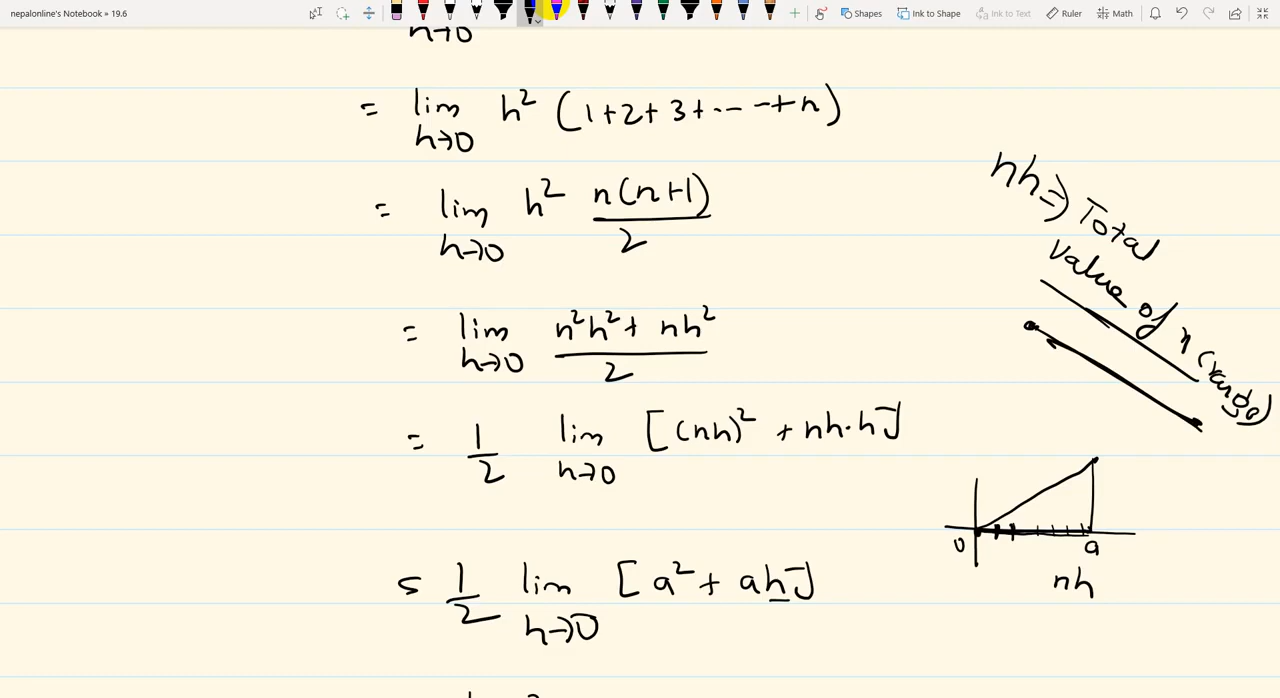 nepalonline's Notebook » 19.6
Shapes Ink to Shape Ink to Text Ruler Math
h→0
= lim h→0 h² (1+2+3+---+n)
= lim h→0 h² n(n+1)/2
= lim h→0 (n²h² + nh²)/2
= 1/2 lim h→0 [(nh)² + nh·h]
= 1/2 lim h→0 [a² + ah]
nh ⇒ Total
value of x (range)
0 a
nh